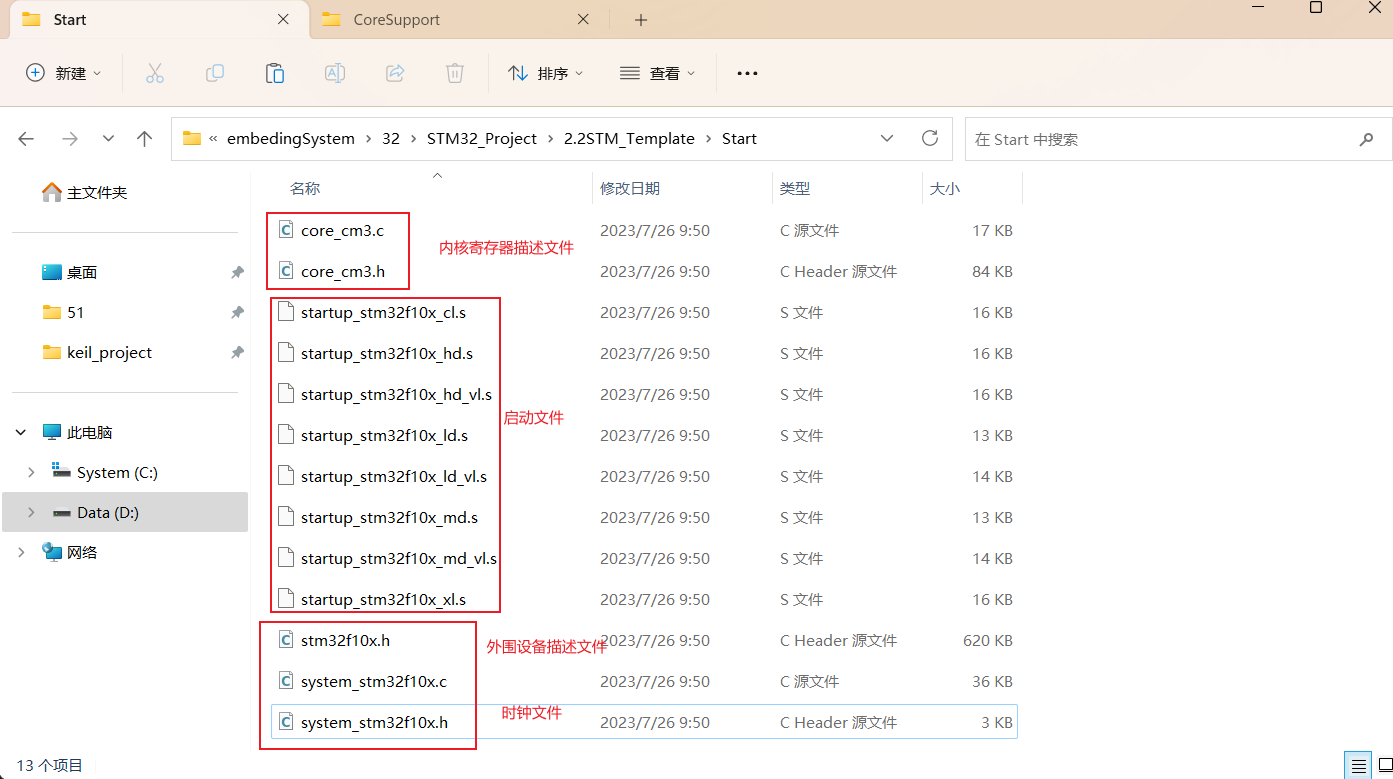 Start
CoreSupport
新建
排序
查看
« embedingSystem > 32 > STM32_Project > 2.2STM_Template > Start
在 Start 中搜索
主文件夹
桌面
51
keil_project
此电脑
System (C:)
Data (D:)
网络
名称 修改日期 类型 大小
core_cm3.c 2023/7/26 9:50 C 源文件 17 KB
内核寄存器描述文件
core_cm3.h 2023/7/26 9:50 C Header 源文件 84 KB
startup_stm32f10x_cl.s 2023/7/26 9:50 S 文件 16 KB
startup_stm32f10x_hd.s 2023/7/26 9:50 S 文件 16 KB
startup_stm32f10x_hd_vl.s 2023/7/26 9:50 S 文件 16 KB
启动文件
startup_stm32f10x_ld.s 2023/7/26 9:50 S 文件 13 KB
startup_stm32f10x_ld_vl.s 2023/7/26 9:50 S 文件 14 KB
startup_stm32f10x_md.s 2023/7/26 9:50 S 文件 13 KB
startup_stm32f10x_md_vl.s 2023/7/26 9:50 S 文件 14 KB
startup_stm32f10x_xl.s 2023/7/26 9:50 S 文件 16 KB
stm32f10x.h 外围设备描述文件 2023/7/26 9:50 C Header 源文件 620 KB
system_stm32f10x.c 2023/7/26 9:50 C 源文件 36 KB
时钟文件
system_stm32f10x.h 2023/7/26 9:50 C Header 源文件 3 KB
13 个项目